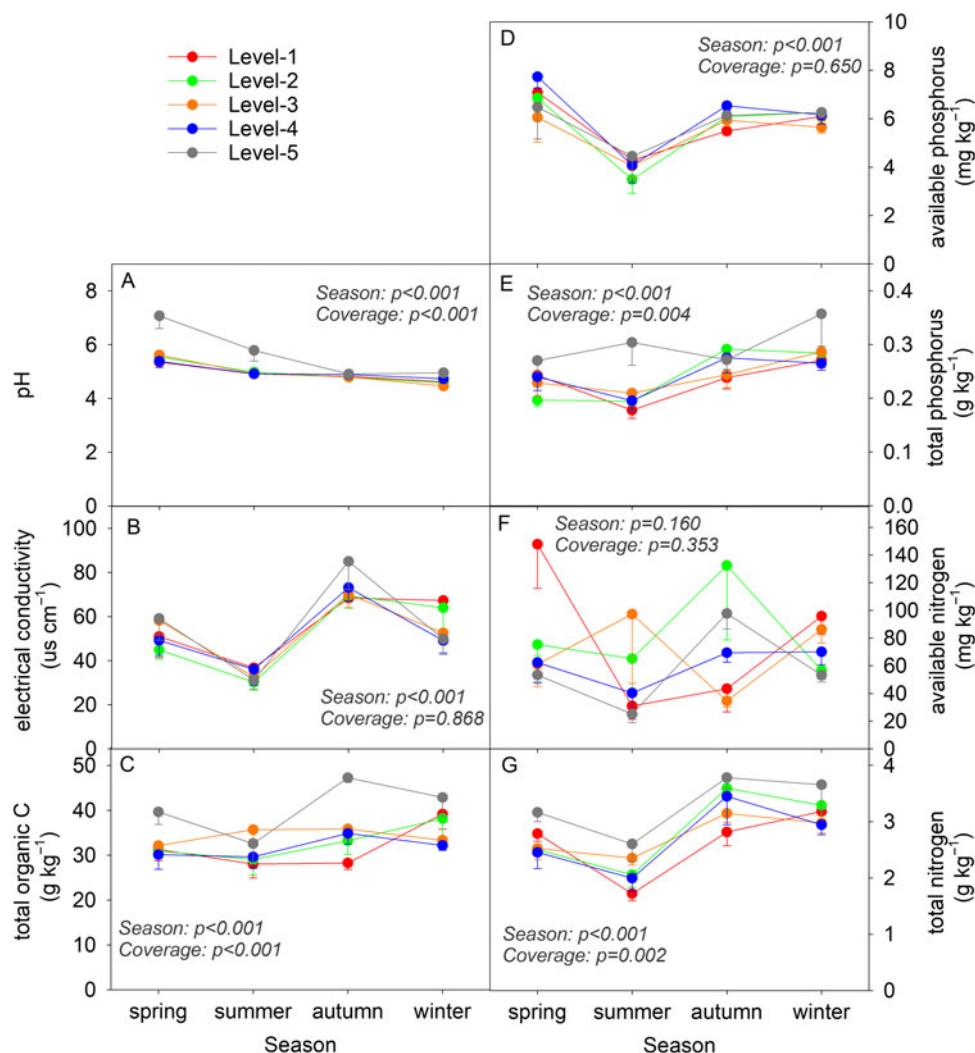 Level-1
Level-2
Level-3
Level-4
Level-5
D
Season: p<0.001
Coverage: p=0.650
10
8
6
4
2
0
available phosphorus
(mg kg⁻¹)
A
Season: p<0.001
Coverage: p<0.001
8
6
4
2
0
pH
E
Season: p<0.001
Coverage: p=0.004
0.4
0.3
0.2
0.1
0.0
total phosphorus
(g kg⁻¹)
B
Season: p<0.001
Coverage: p=0.868
100
80
60
40
20
0
electrical conductivity
(us cm⁻¹)
F
Season: p=0.160
Coverage: p=0.353
160
140
120
100
80
60
40
20
0
available nitrogen
(mg kg⁻¹)
C
Season: p<0.001
Coverage: p<0.001
50
40
30
20
10
0
total organic C
(g kg⁻¹)
G
Season: p<0.001
Coverage: p=0.002
4
3
2
1
0
total nitrogen
(g kg⁻¹)
spring summer autumn winter
Season
spring summer autumn winter
Season